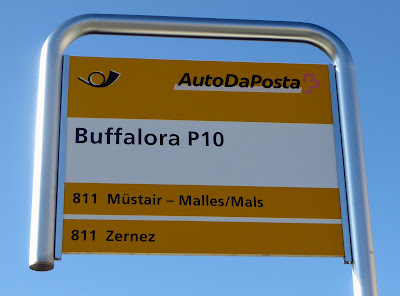 AutoDaPosta
Buffalora P10
811 Müstair – Malles/Mals
811 Zernez